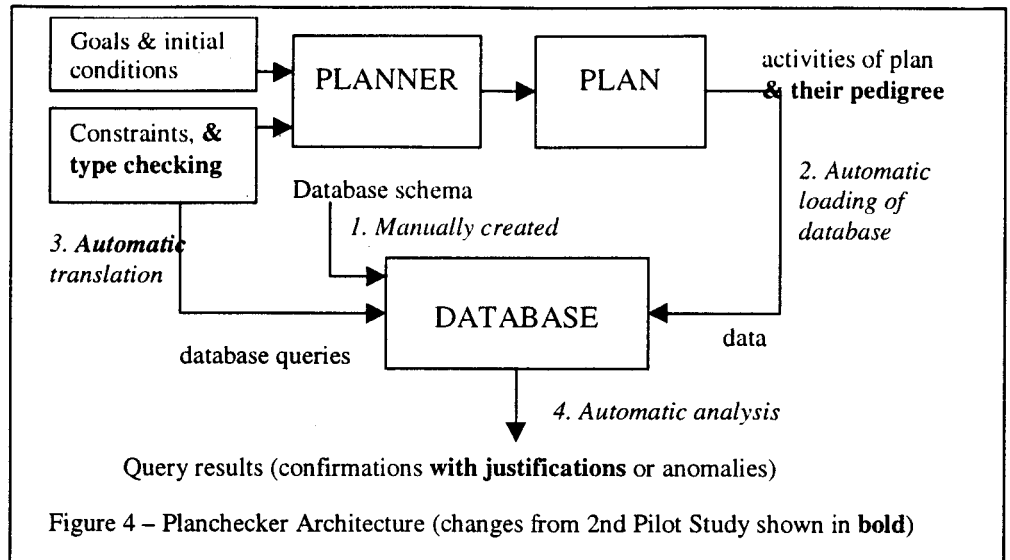 Goals & initial
conditions
PLANNER
PLAN
activities of plan
& their pedigree
Constraints, &
type checking
Database schema
1. Manually created
2. Automatic
loading of
database
3. Automatic
translation
DATABASE
database queries
data
4. Automatic analysis
Query results (confirmations with justifications or anomalies)
Figure 4 – Planchecker Architecture (changes from 2nd Pilot Study shown in bold)